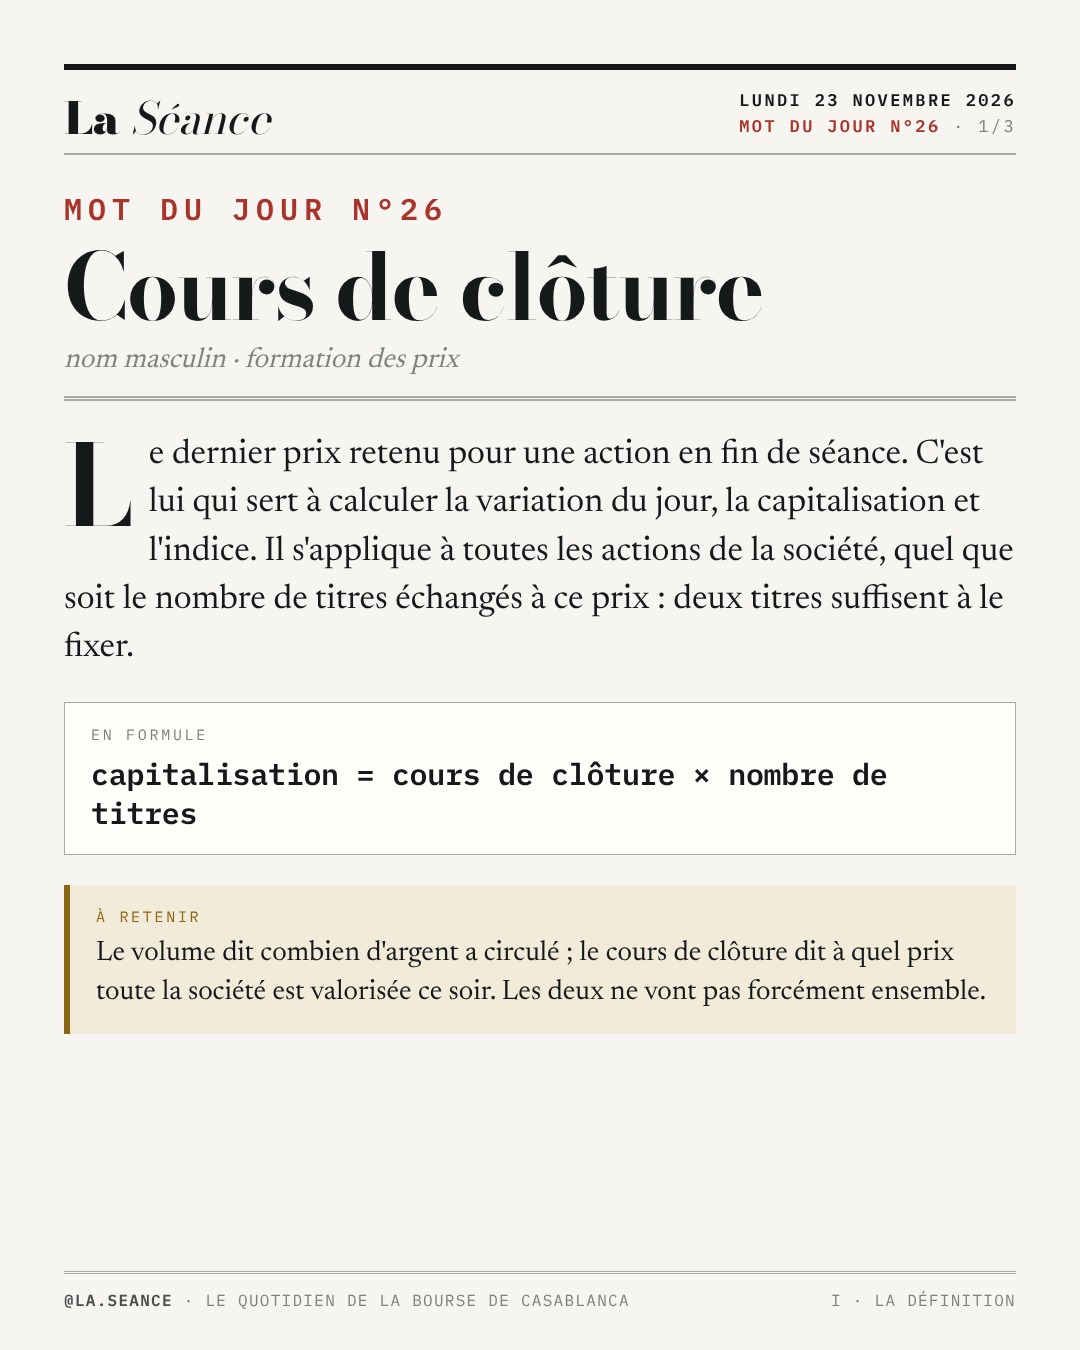 La Séance
LUNDI 23 NOVEMBRE 2026
MOT DU JOUR N°26 · 1/3
MOT DU JOUR N°26
Cours de clôture
nom masculin · formation des prix
Le dernier prix retenu pour une action en fin de séance. C'est
lui qui sert à calculer la variation du jour, la capitalisation et
l'indice. Il s'applique à toutes les actions de la société, quel que
soit le nombre de titres échangés à ce prix : deux titres suffisent à le
fixer.
EN FORMULE
capitalisation = cours de clôture × nombre de
titres
À RETENIR
Le volume dit combien d'argent a circulé ; le cours de clôture dit à quel prix
toute la société est valorisée ce soir. Les deux ne vont pas forcément ensemble.
@LA.SEANCE · LE QUOTIDIEN DE LA BOURSE DE CASABLANCA
I · LA DÉFINITION